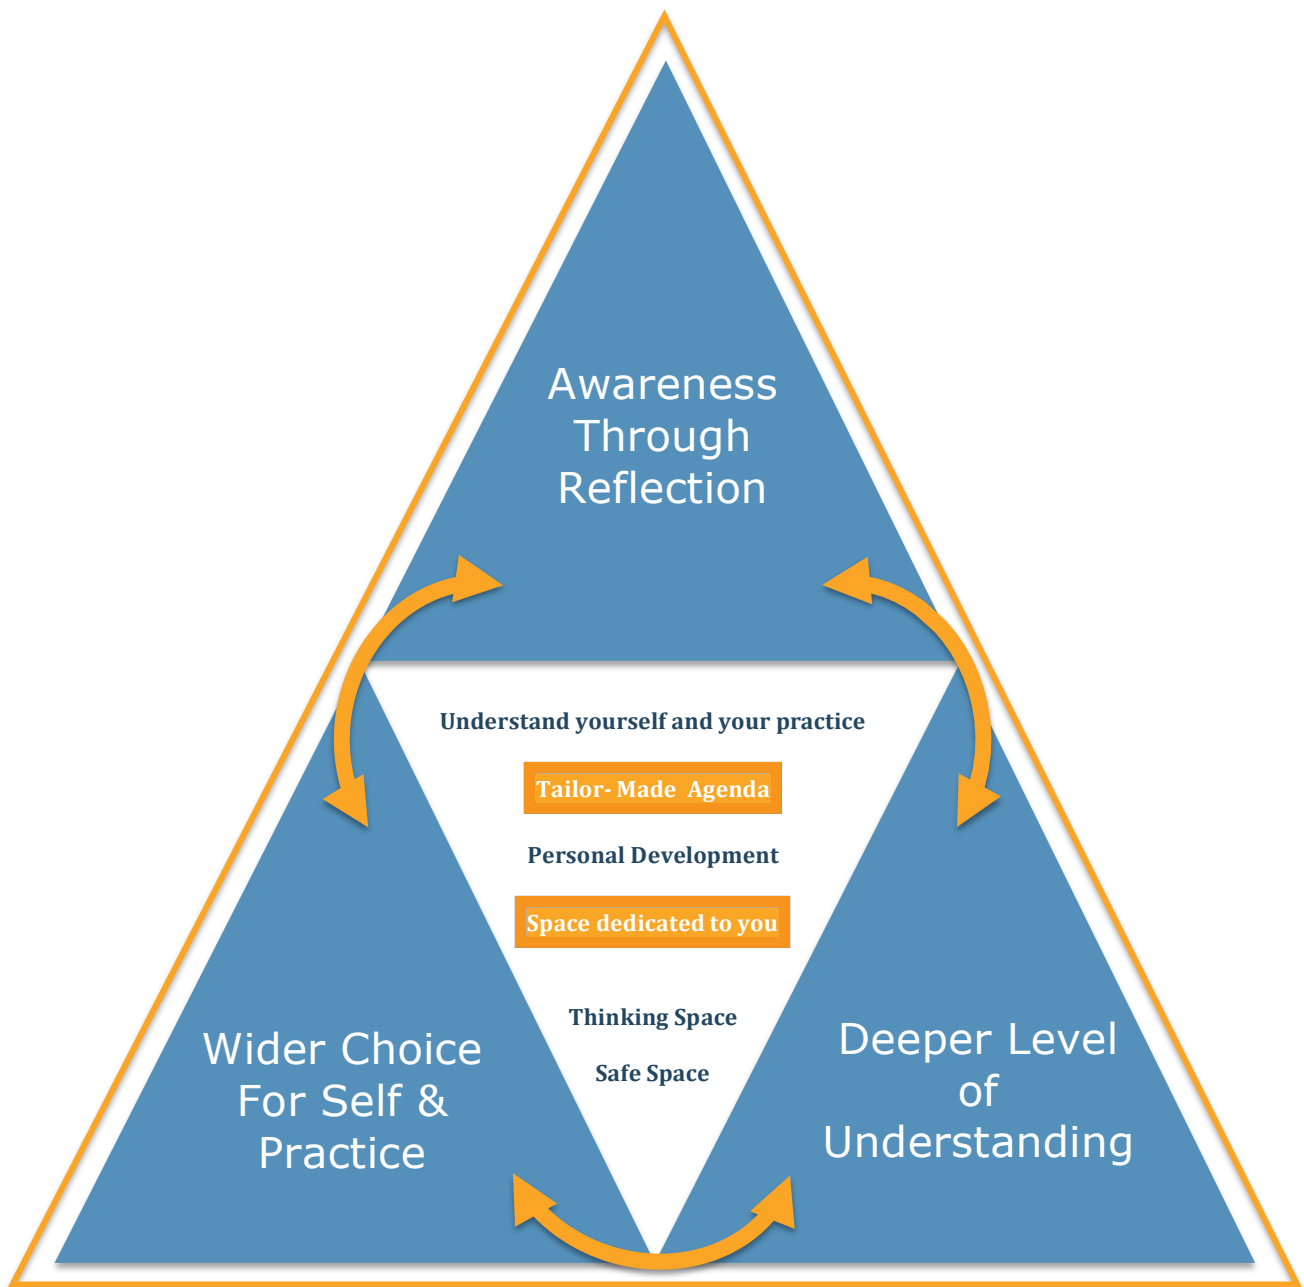 Awareness
Through
Reflection
Understand yourself and your practice
Tailor- Made  Agenda
Personal Development
Space dedicated to you
Thinking Space
Safe Space
Wider Choice
For Self &
Practice
Deeper Level
of
Understanding